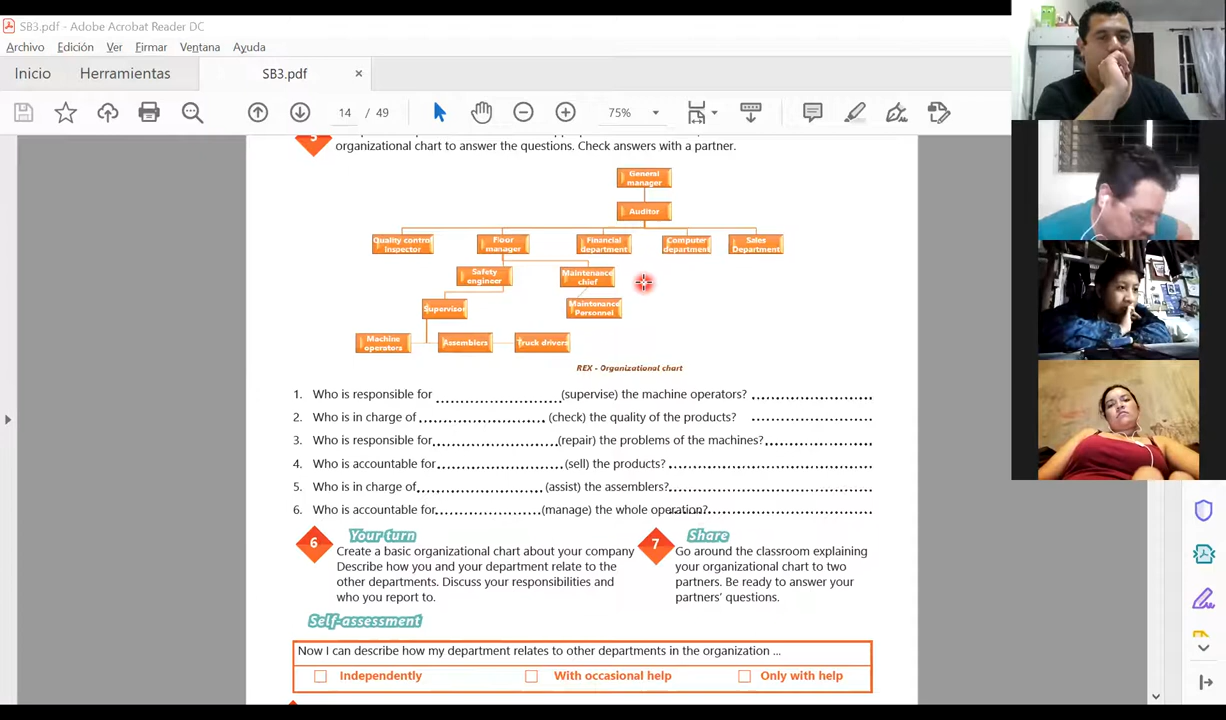 SB3.pdf - Adobe Acrobat Reader DC
Archivo Edición Ver Firmar Ventana Ayuda
Inicio Herramientas SB3.pdf ×
14 / 49 75%
organizational chart to answer the questions. Check answers with a partner.
General
manager
Auditor
Quality control
Inspector
Floor
manager
Financial
department
Computer
department
Sales
Department
Safety
engineer
Maintenance
chief
Supervisor
Maintenance
Personnel
Machine
operators
Assemblers
Truck drivers
REX - Organizational chart
1. Who is responsible for ............................ (supervise) the machine operators? ............................
2. Who is in charge of ............................ (check) the quality of the products? ............................
3. Who is responsible for ............................ (repair) the problems of the machines? ............................
4. Who is accountable for ............................ (sell) the products? ............................
5. Who is in charge of ............................ (assist) the assemblers? ............................
6. Who is accountable for ............................ (manage) the whole operation? ............................
6 Your turn
Create a basic organizational chart about your company
Describe how you and your department relate to the
other departments. Discuss your responsibilities and
who you report to.
7 Share
Go around the classroom explaining
your organizational chart to two
partners. Be ready to answer your
partners' questions.
Self-assessment
Now I can describe how my department relates to other departments in the organization ...
Independently With occasional help Only with help